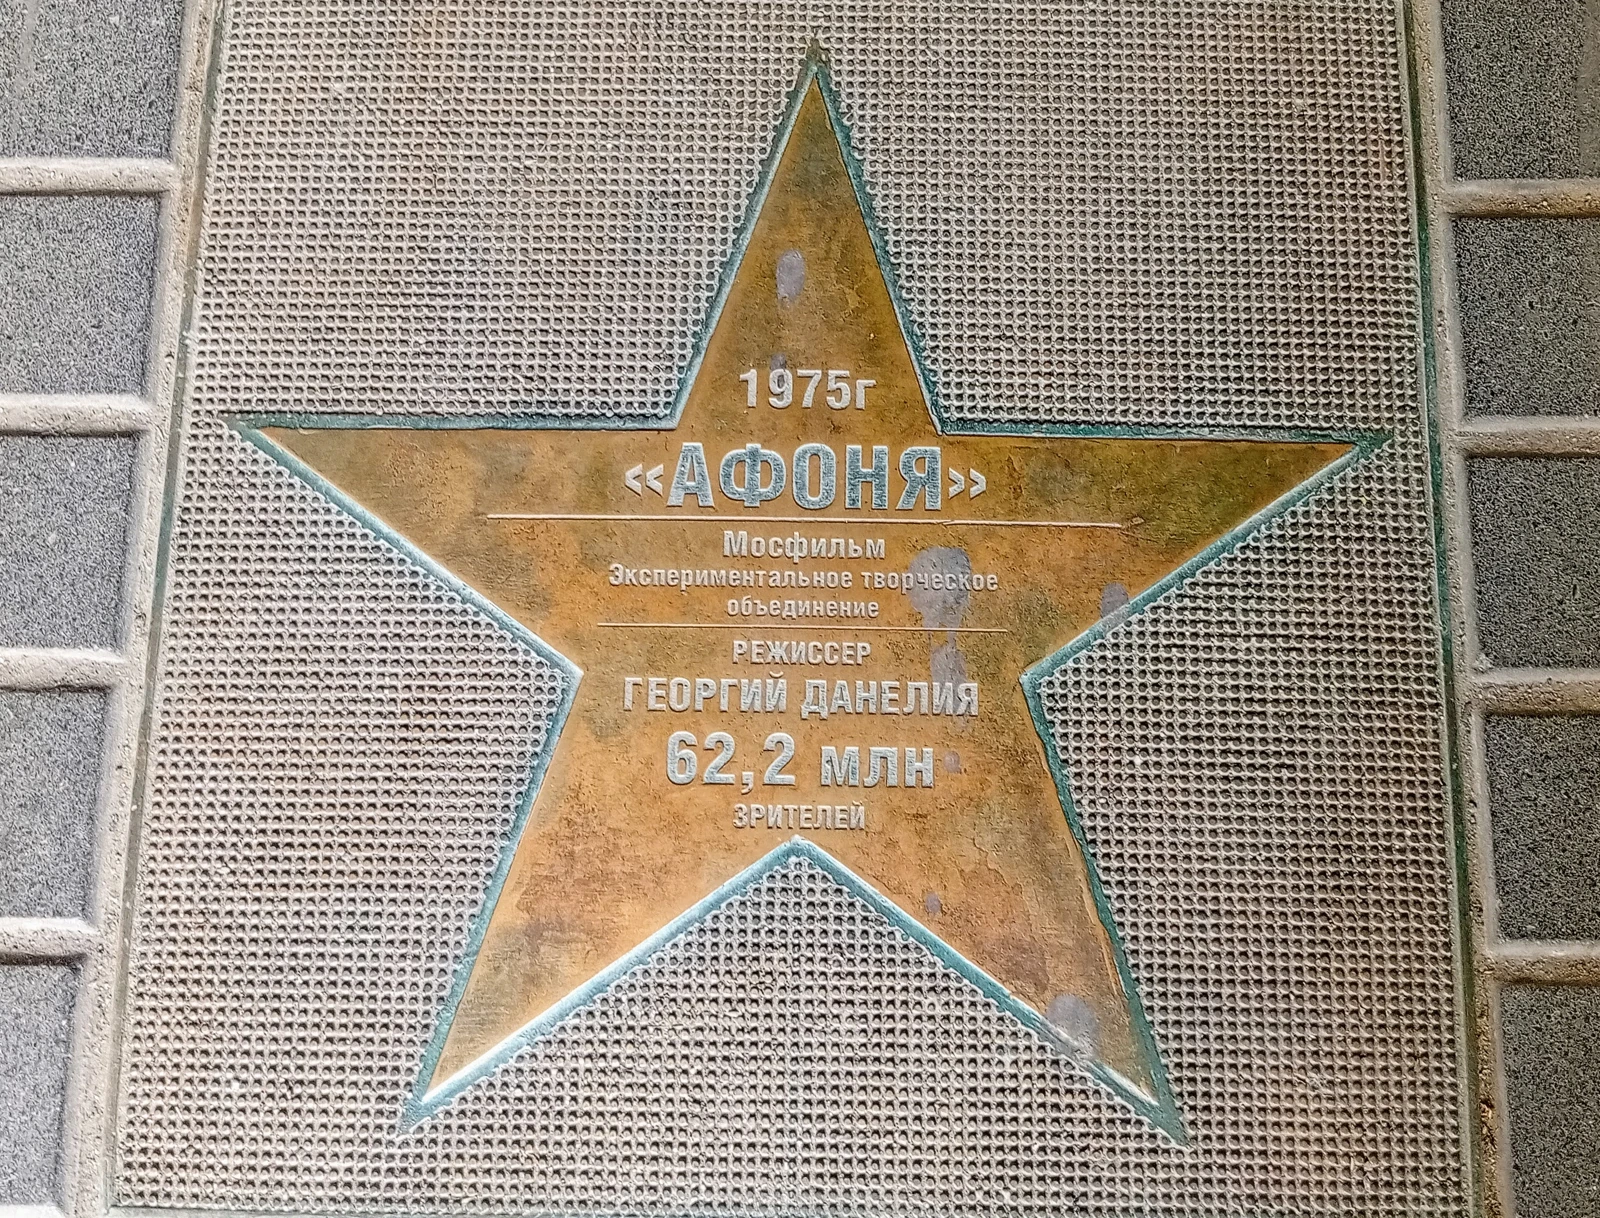 1975г
«АФОНЯ»
Мосфильм
Экспериментальное творческое
объединение
РЕЖИССЕР
ГЕОРГИЙ ДАНЕЛИЯ
62,2 МЛН
ЗРИТЕЛЕЙ